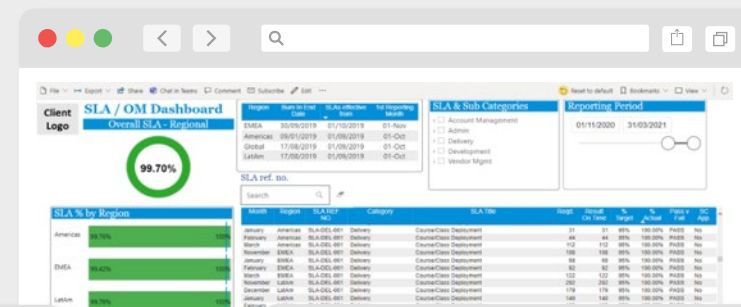 File Export Share Chat in Teams Comment Subscribe Edit ... Reset to default Bookmarks View
Client
Logo
SLA / OM Dashboard
Overall SLA - Regional
99.70%
Region Burn In End Date SLAs effective from 1st Reporting Month
EMEA 30/09/2019 01/10/2019 01-Nov
Americas 09/01/2019 01/09/2019 01-Oct
Global 17/08/2019 01/09/2019 01-Oct
LatAm 17/08/2019 01/09/2019 01-Oct
SLA & Sub Categories
Account Management
Admin
Delivery
Development
Vendor Mgmt
Reporting Period
01/11/2020 31/03/2021
SLA ref. no.
Search
SLA % by Region
Americas 99.76% 100%
EMEA 99.62% 100%
LatAm 99.78% 100%
Month Region SLA REF. NO Category SLA Title Reqd. Result On Time % Target % Actual Pass v Fail SC App
January Americas SLA-DEL-001 Delivery Course/Class Deployment 31 31 95% 100.00% PASS No
February Americas SLA-DEL-001 Delivery Course/Class Deployment 44 44 95% 100.00% PASS No
March Americas SLA-DEL-001 Delivery Course/Class Deployment 112 112 95% 100.00% PASS No
November EMEA SLA-DEL-001 Delivery Course/Class Deployment 106 106 95% 100.00% PASS No
January EMEA SLA-DEL-001 Delivery Course/Class Deployment 98 98 95% 100.00% PASS No
February EMEA SLA-DEL-001 Delivery Course/Class Deployment 92 92 95% 100.00% PASS No
March EMEA SLA-DEL-001 Delivery Course/Class Deployment 122 122 95% 100.00% PASS No
November LatAm SLA-DEL-001 Delivery Course/Class Deployment 202 202 95% 100.00% PASS No
December LatAm SLA-DEL-001 Delivery Course/Class Deployment 179 179 95% 100.00% PASS No
January LatAm SLA-DEL-001 Delivery Course/Class Deployment 140 140 95% 100.00% PASS No